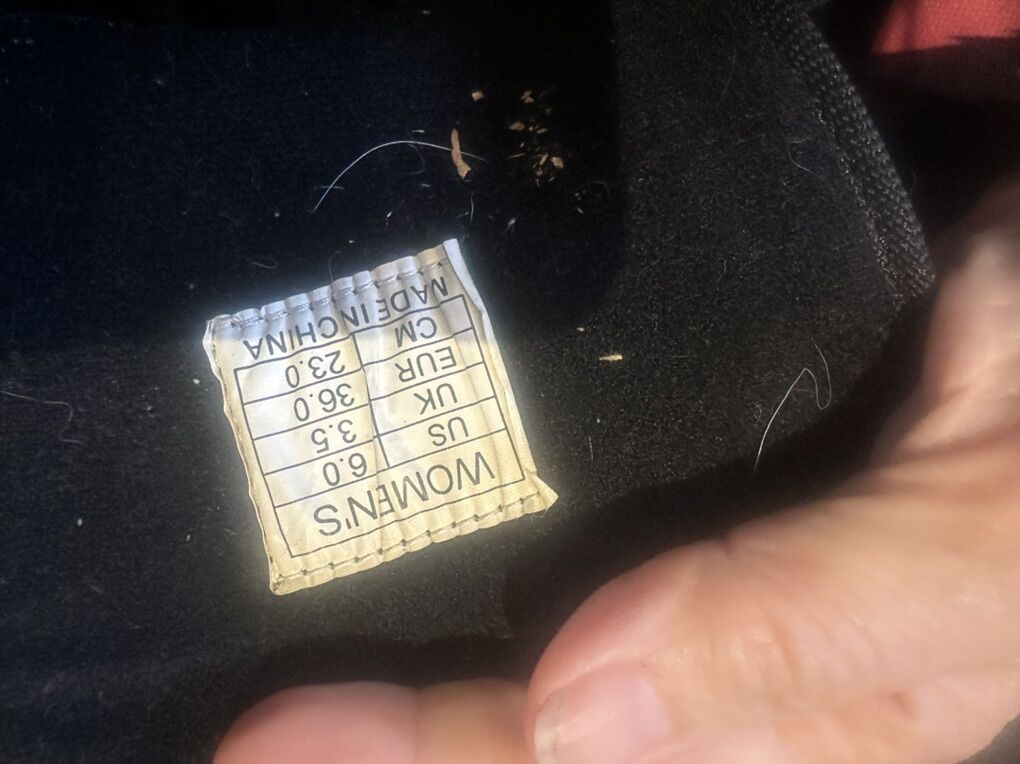 WOMEN'S
US 6.0
UK 3.5
EUR 36.0
CM 23.0
MADE IN CHINA